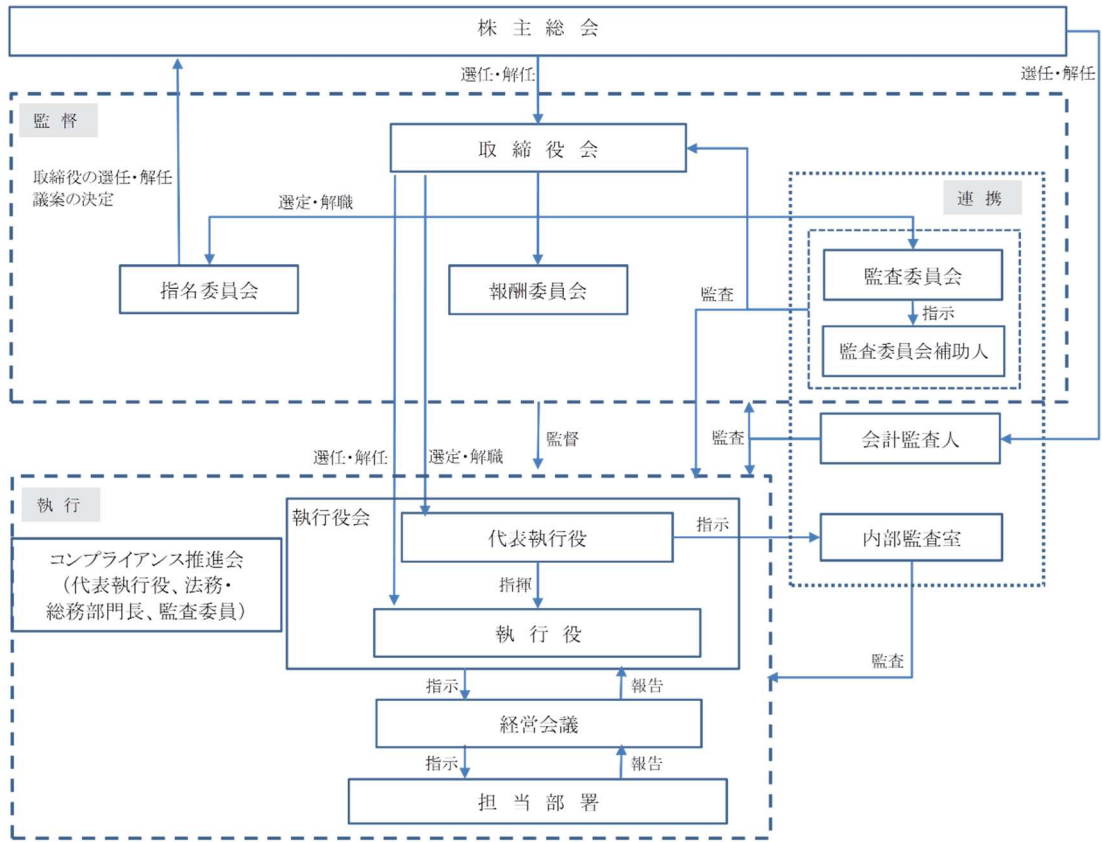 株 主 総 会
選任・解任
選任・解任
監 督
取 締 役 会
取締役の選任・解任
議案の決定
選定・解職
連 携
指名委員会
報酬委員会
監査委員会
監査
指示
監査委員会補助人
監督
監査
会計監査人
選任・解任
選定・解職
執 行
執行役会
代表執行役
指示
内部監査室
コンプライアンス推進会
（代表執行役、法務・
総務部門長、監査委員）
指揮
執 行 役
監査
指示
報告
経営会議
指示
報告
担 当 部 署